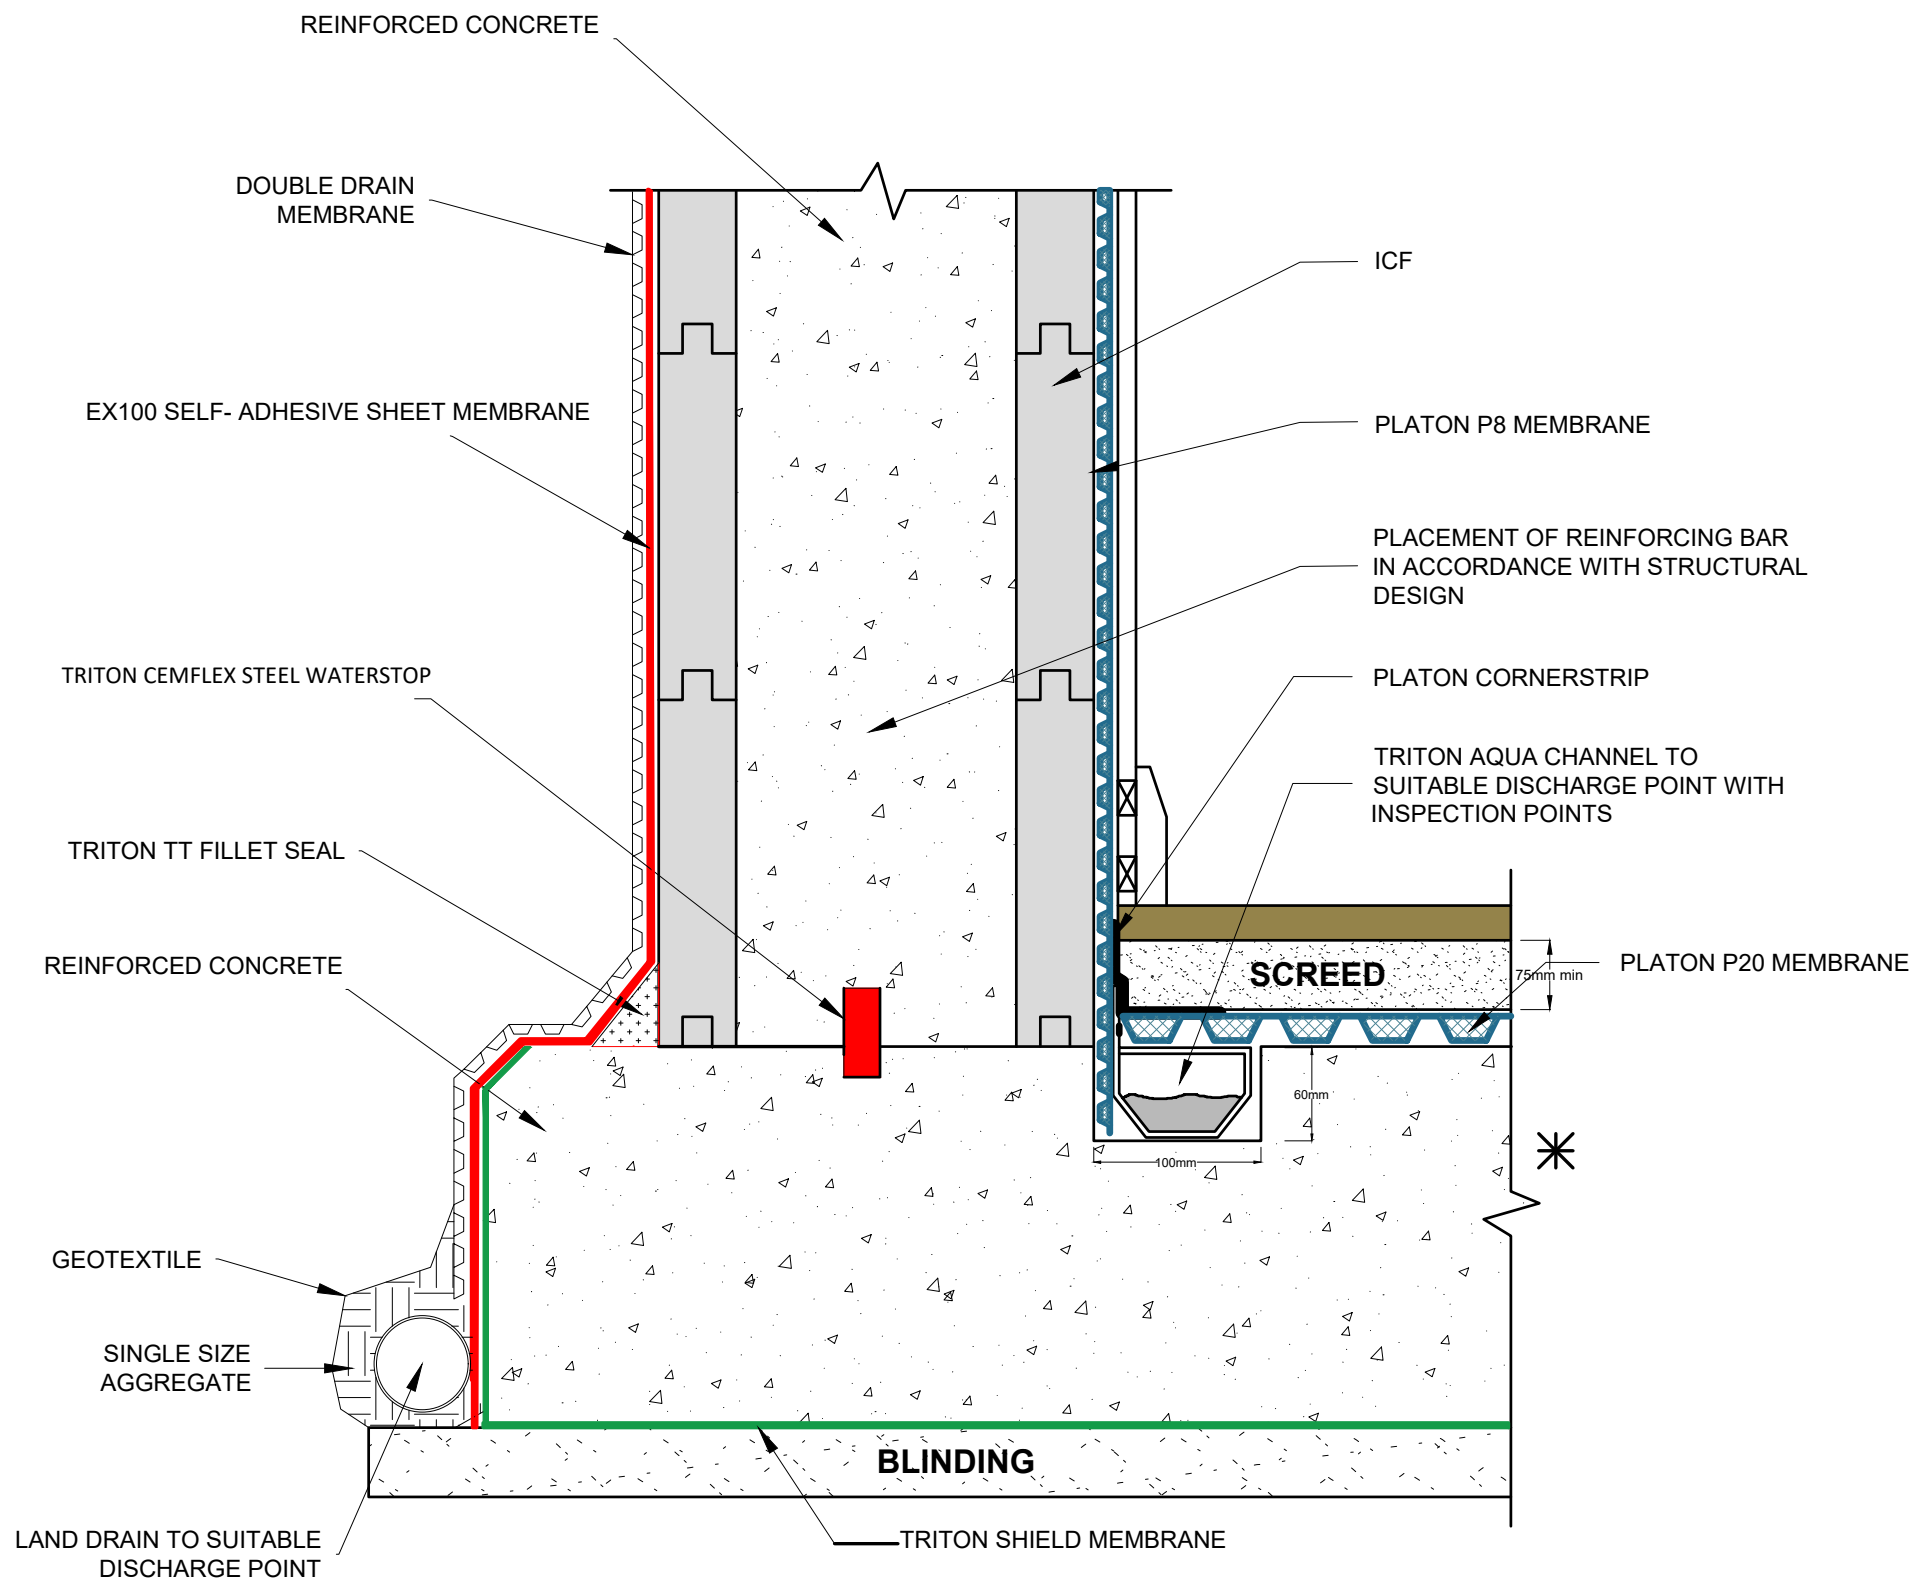 REINFORCED CONCRETE
DOUBLE DRAIN
MEMBRANE
ICF
EX100 SELF- ADHESIVE SHEET MEMBRANE
PLATON P8 MEMBRANE
PLACEMENT OF REINFORCING BAR
IN ACCORDANCE WITH STRUCTURAL
DESIGN
TRITON CEMFLEX STEEL WATERSTOP
PLATON CORNERSTRIP
TRITON AQUA CHANNEL TO
SUITABLE DISCHARGE POINT WITH
INSPECTION POINTS
TRITON TT FILLET SEAL
REINFORCED CONCRETE
SCREED
75mm min
PLATON P20 MEMBRANE
60mm
100mm
GEOTEXTILE
SINGLE SIZE
AGGREGATE
BLINDING
LAND DRAIN TO SUITABLE
DISCHARGE POINT
TRITON SHIELD MEMBRANE